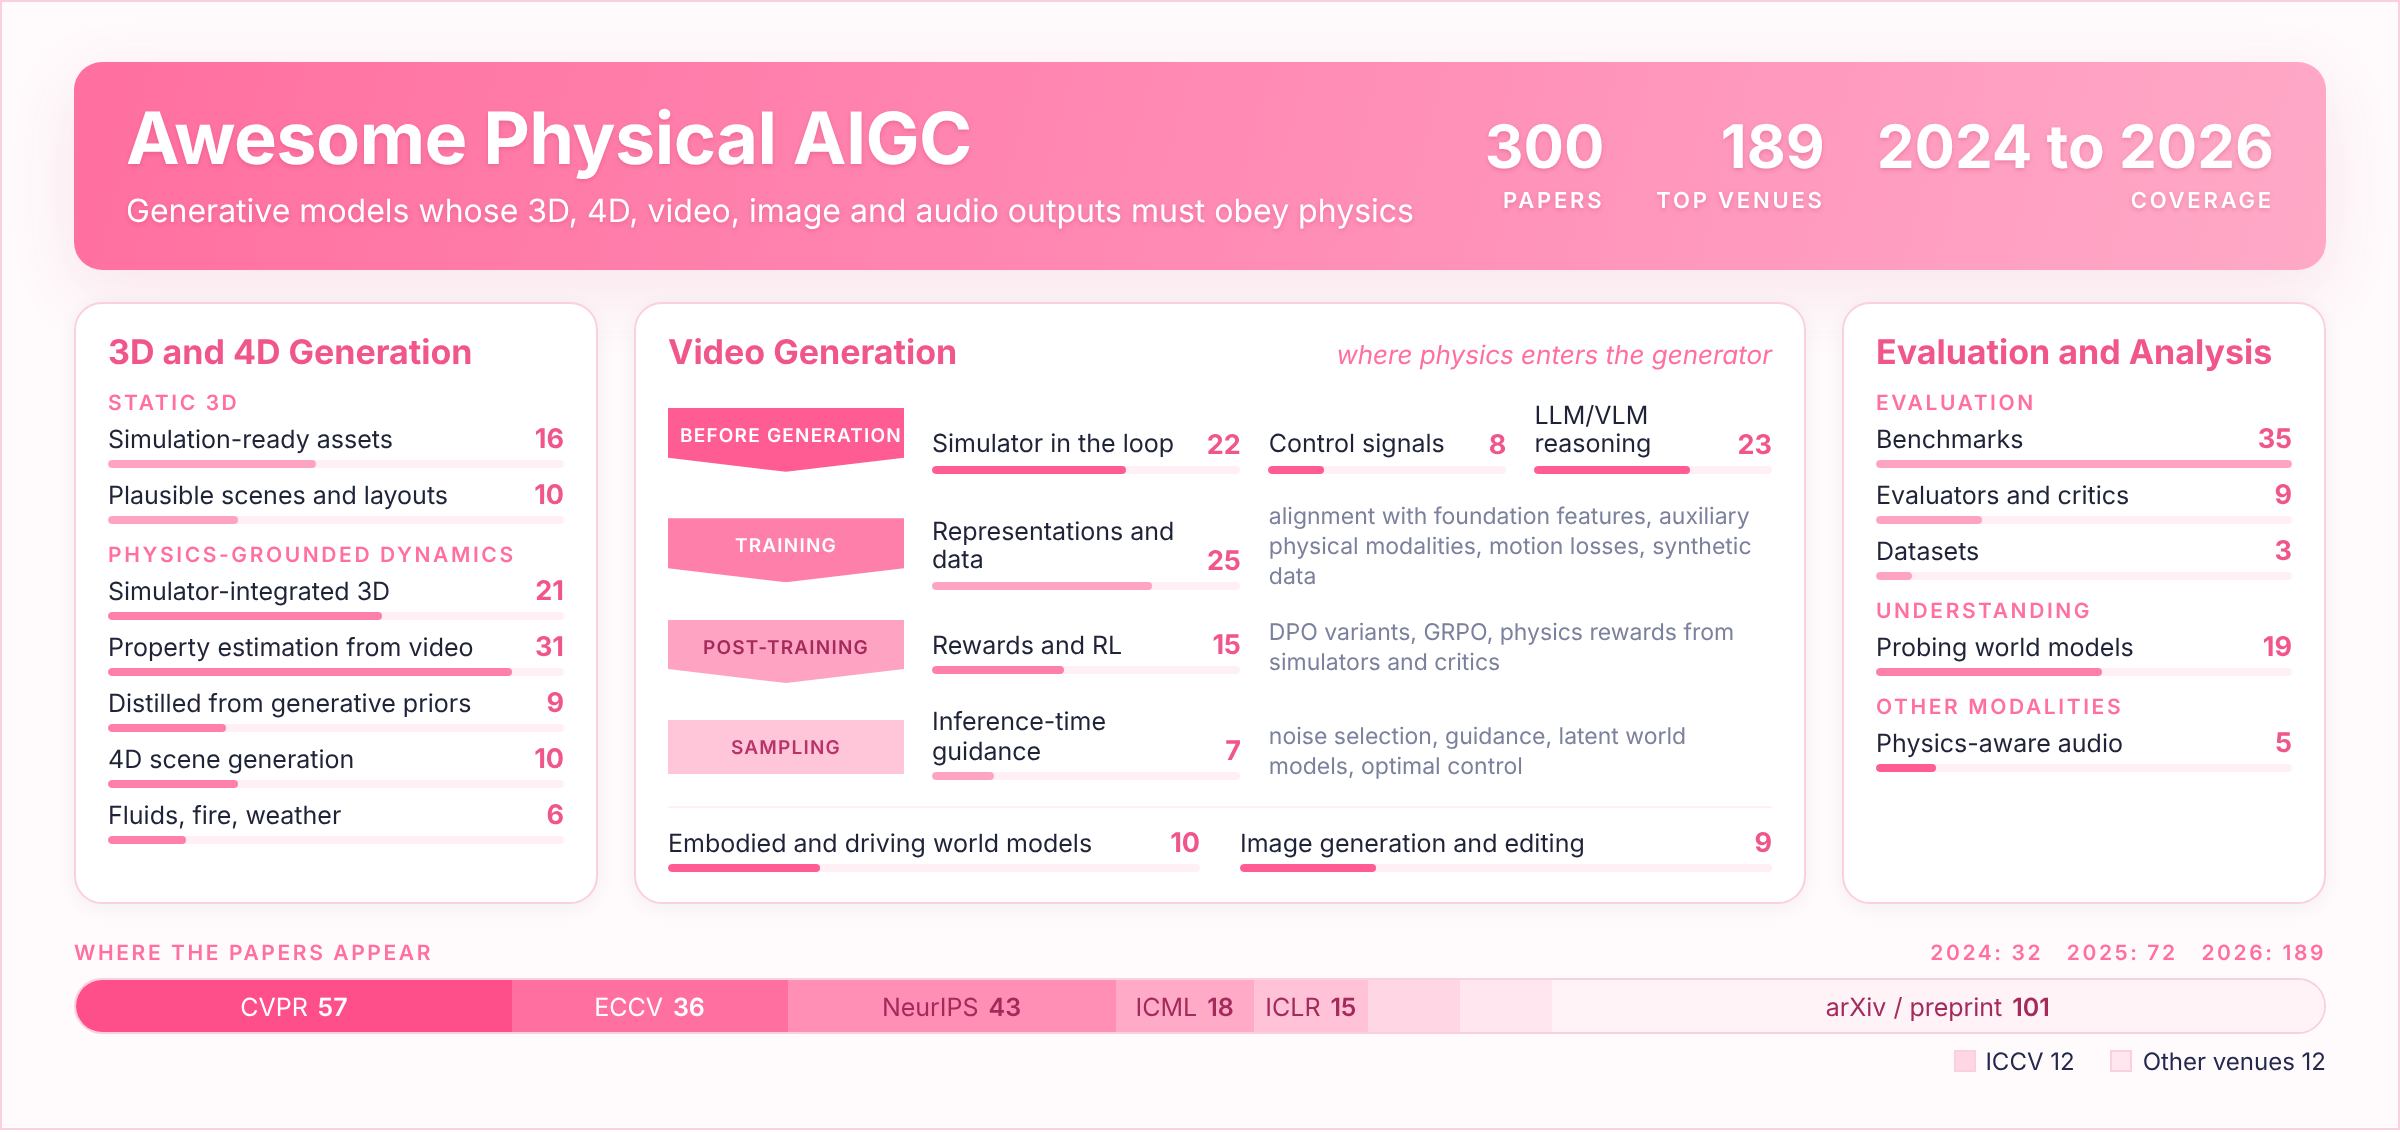 Awesome Physical AIGC
Generative models whose 3D, 4D, video, image and audio outputs must obey physics
300
PAPERS
189
TOP VENUES
2024 to 2026
COVERAGE
3D and 4D Generation
STATIC 3D
Simulation-ready assets 16
Plausible scenes and layouts 10
PHYSICS-GROUNDED DYNAMICS
Simulator-integrated 3D 21
Property estimation from video 31
Distilled from generative priors 9
4D scene generation 10
Fluids, fire, weather 6
Video Generation
where physics enters the generator
BEFORE GENERATION
Simulator in the loop 22
Control signals 8
LLM/VLM
reasoning 23
TRAINING
Representations and
data 25
alignment with foundation features, auxiliary
physical modalities, motion losses, synthetic
data
POST-TRAINING
Rewards and RL 15
DPO variants, GRPO, physics rewards from
simulators and critics
SAMPLING
Inference-time
guidance 7
noise selection, guidance, latent world
models, optimal control
Embodied and driving world models 10
Image generation and editing 9
Evaluation and Analysis
EVALUATION
Benchmarks 35
Evaluators and critics 9
Datasets 3
UNDERSTANDING
Probing world models 19
OTHER MODALITIES
Physics-aware audio 5
WHERE THE PAPERS APPEAR
2024: 32 2025: 72 2026: 189
CVPR 57
ECCV 36
NeurIPS 43
ICML 18
ICLR 15
arXiv / preprint 101
ICCV 12
Other venues 12